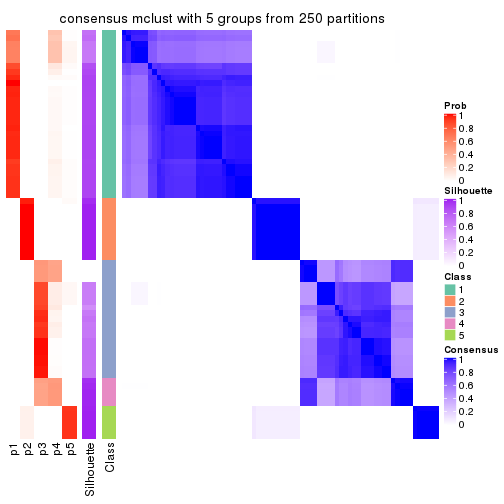 consensus mclust with 5 groups from 250 partitions
Prob
1
0.8
0.6
0.4
0.2
0
Silhouette
1
0.8
0.6
0.4
0.2
0
Class
1
2
3
4
5
Consensus
1
0.8
0.6
0.4
0.2
0
p1
p2
p3
p4
p5
Silhouette
Class